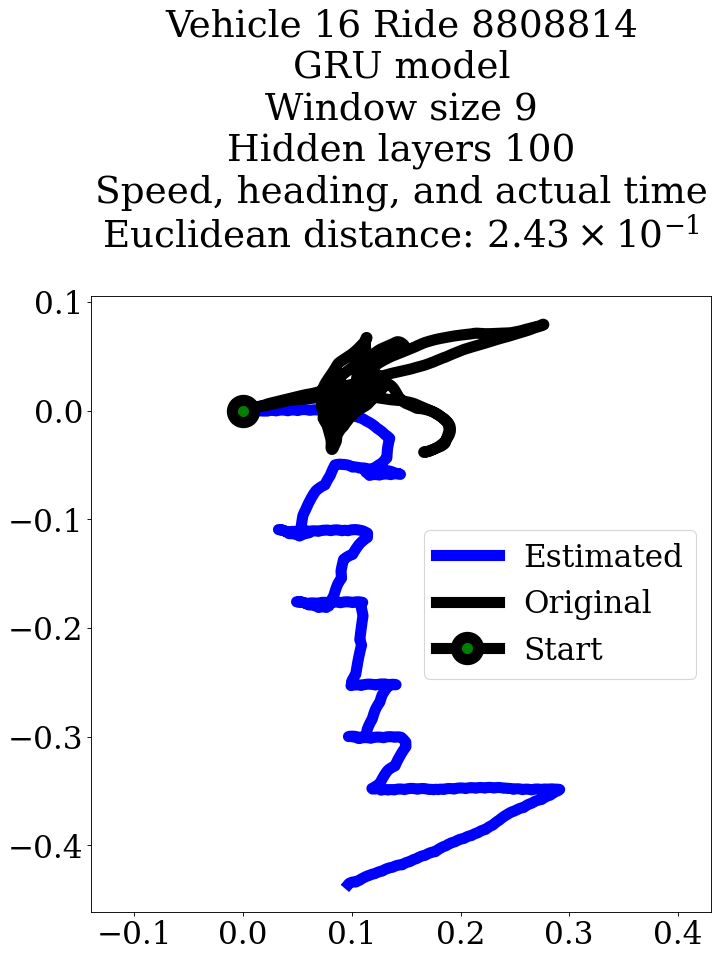 Vehicle 16 Ride 8808814
GRU model
Window size 9
Hidden layers 100
Speed, heading, and actual time
Euclidean distance: 2.43 × 10⁻¹
0.1
0.0
−0.1
−0.2
−0.3
−0.4
Estimated
Original
Start
−0.1 0.0 0.1 0.2 0.3 0.4